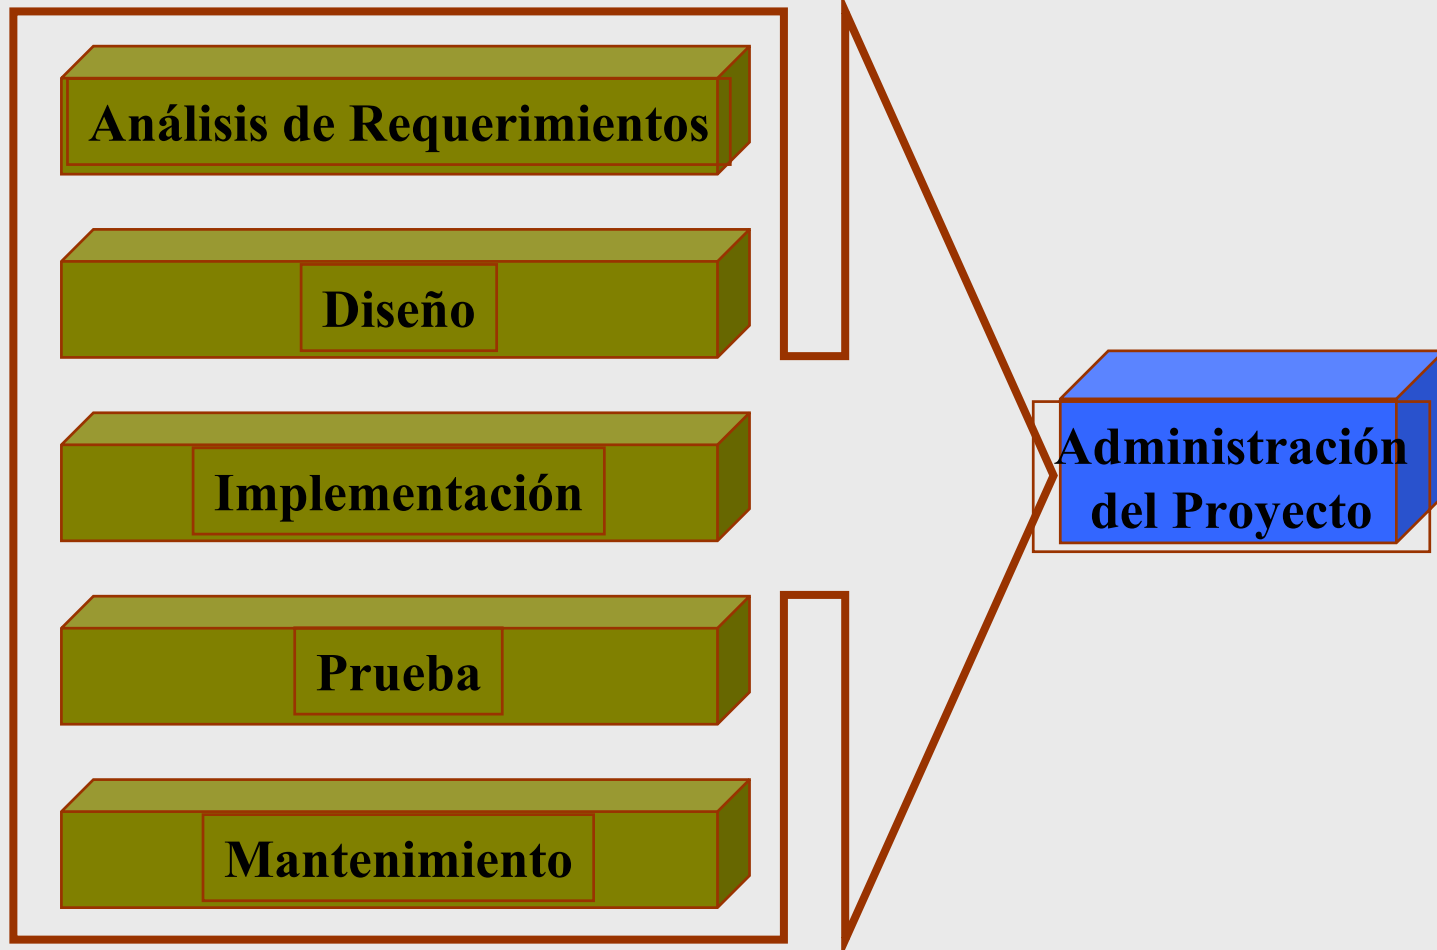 Análisis de Requerimientos
Diseño
Implementación
Prueba
Mantenimiento
Administración
del Proyecto